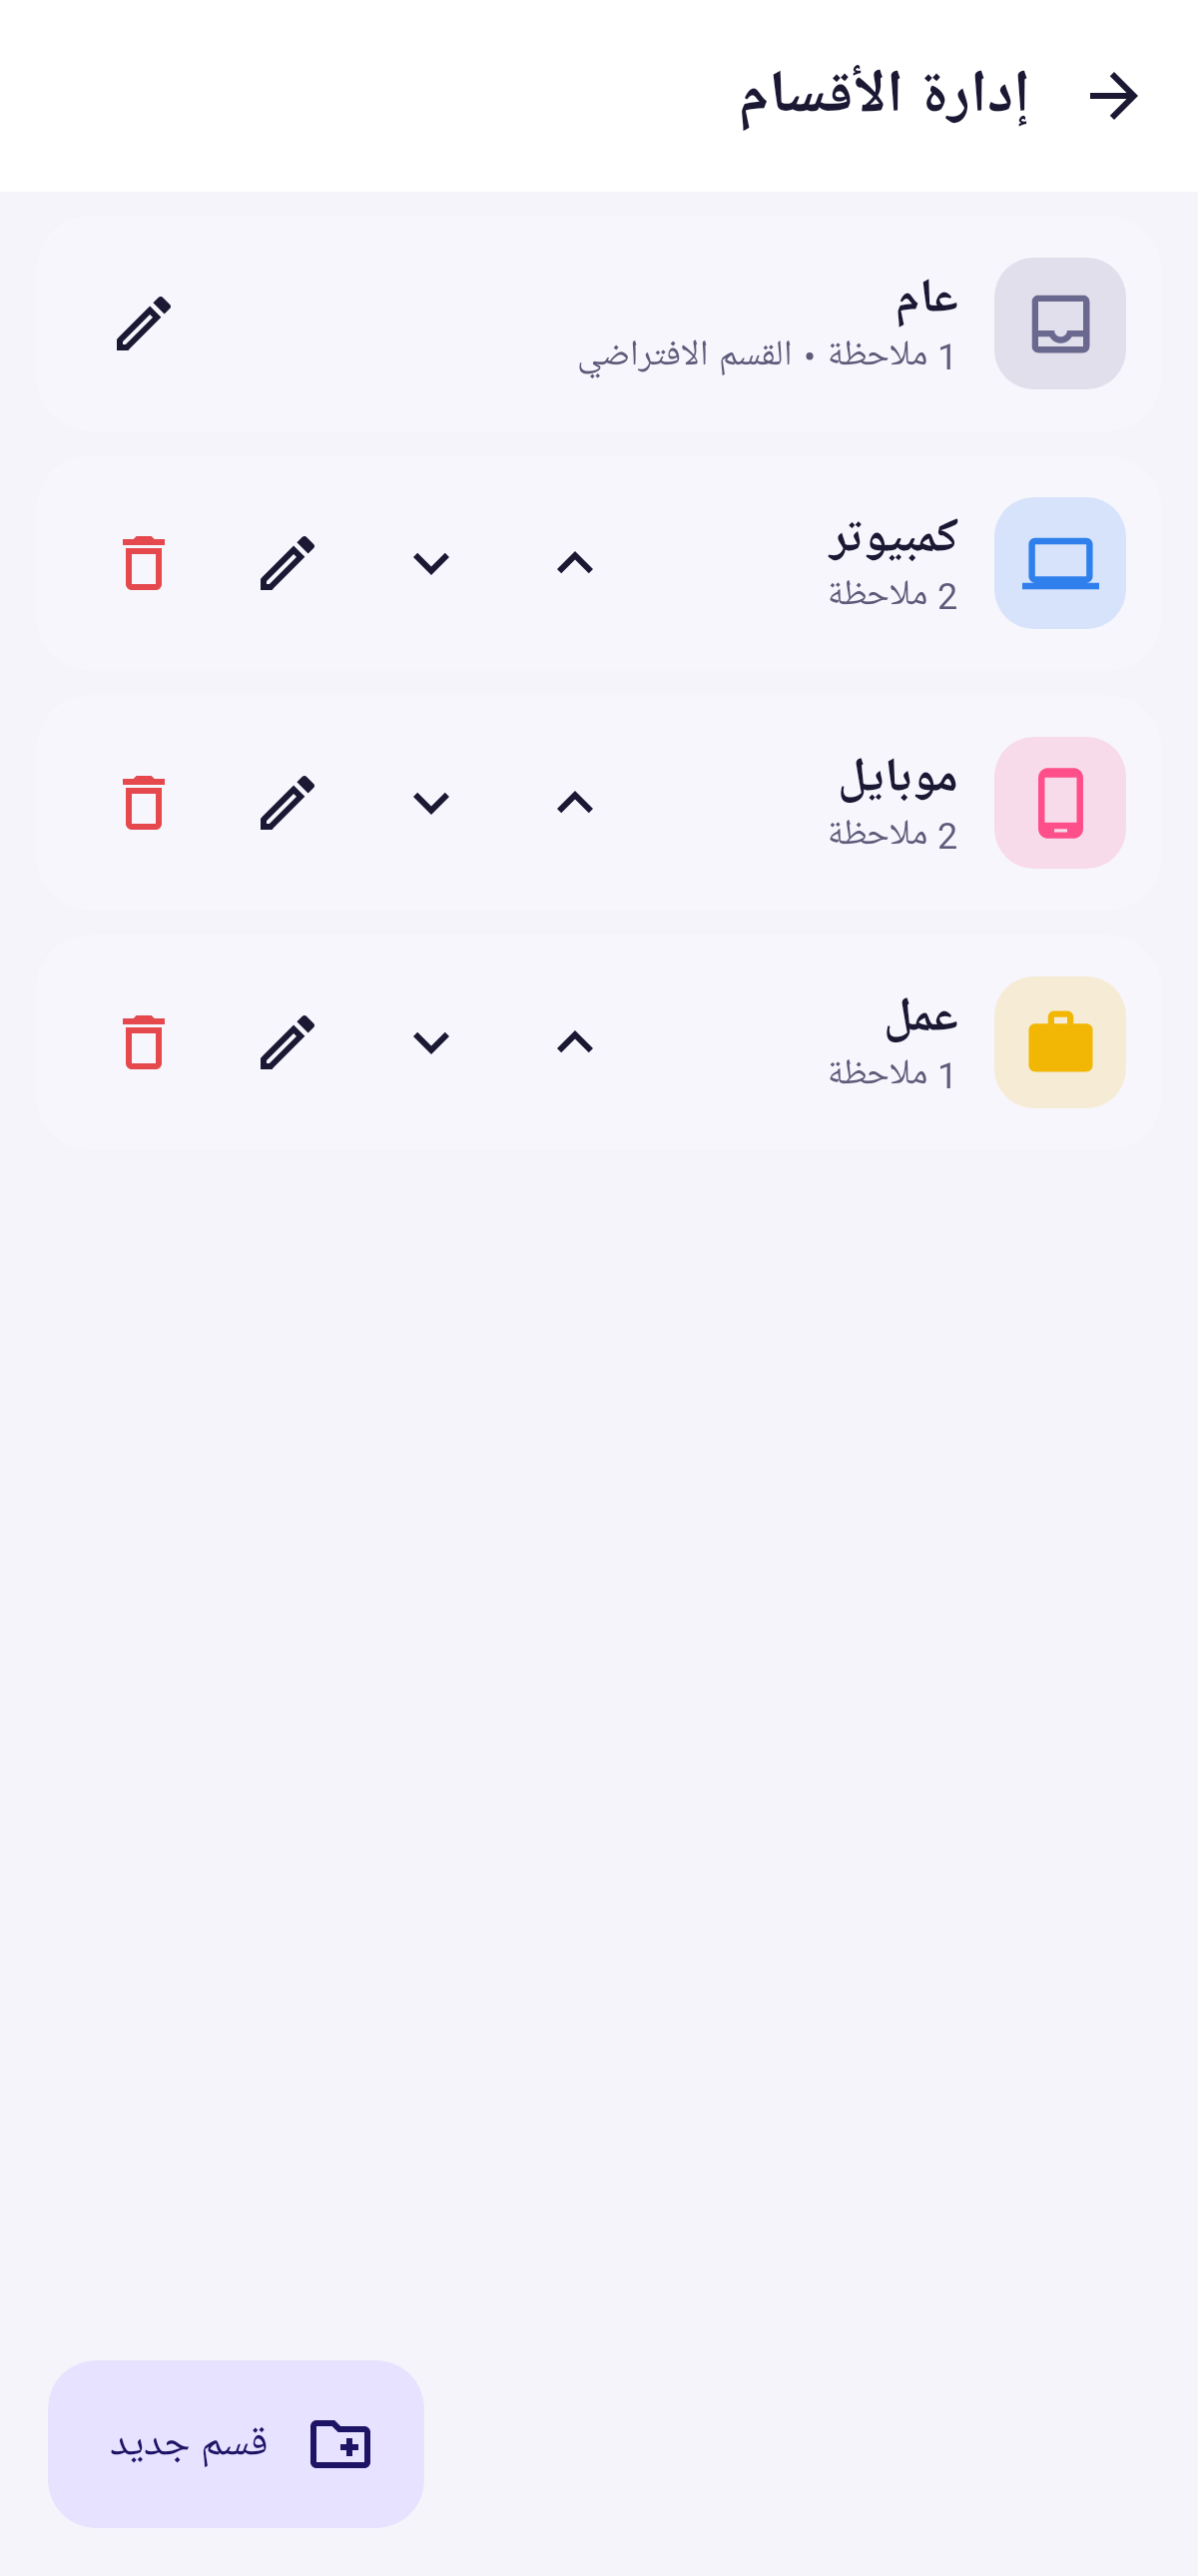 إدارة الأقسام
عام
1 ملاحظة • القسم الافتراضي
كمبيوتر
2 ملاحظة
موبايل
2 ملاحظة
عمل
1 ملاحظة
قسم جديد